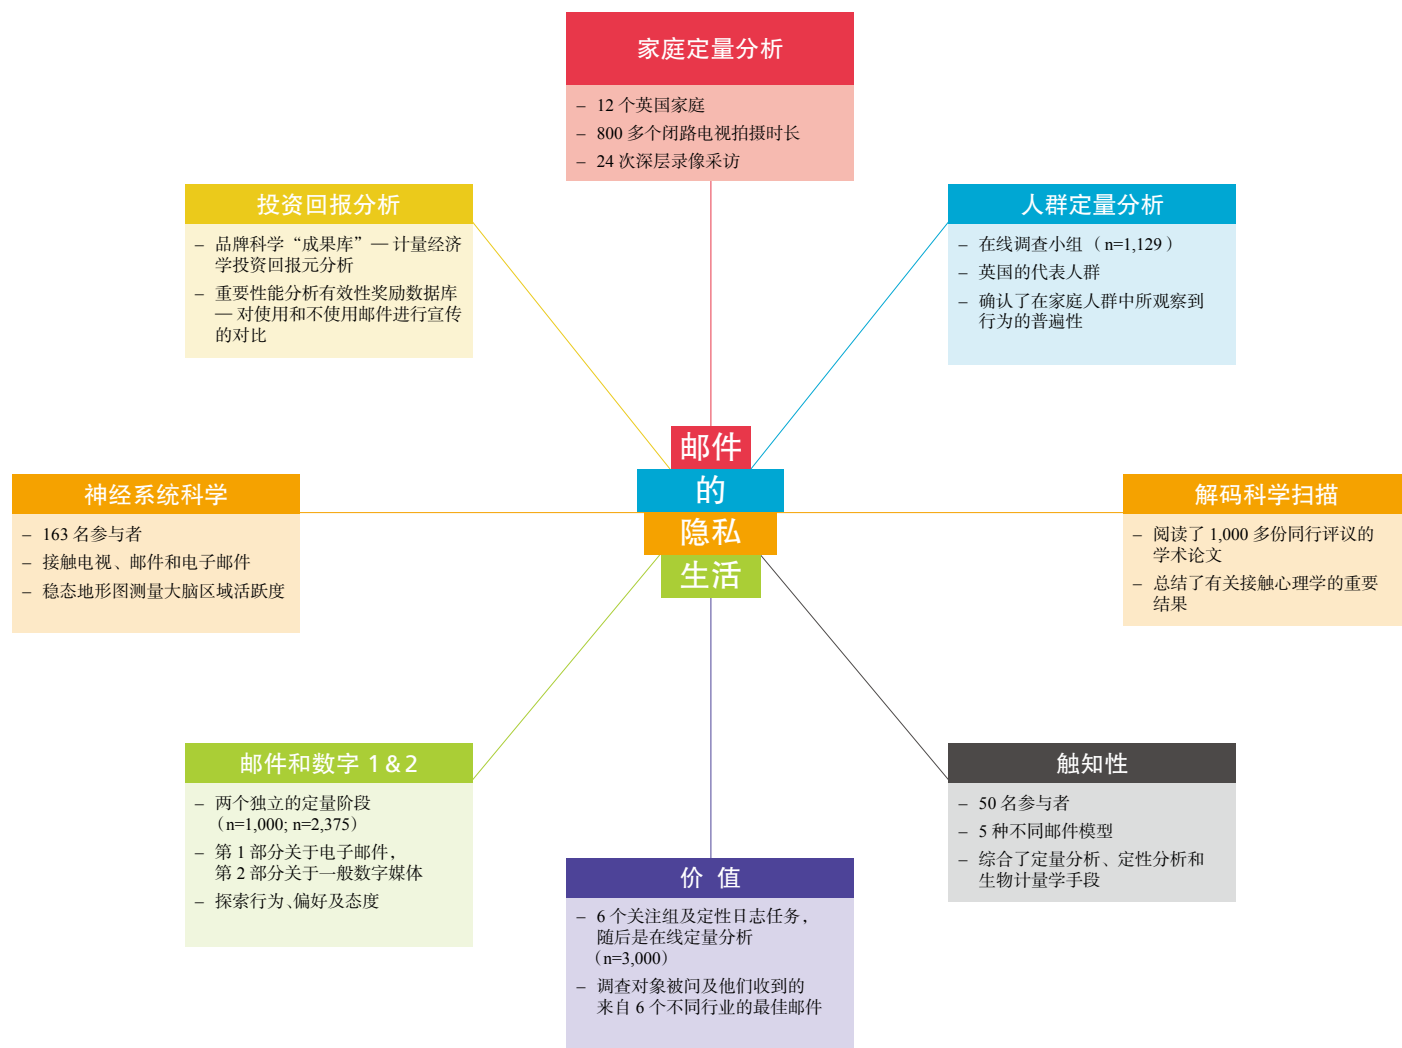 家庭定量分析
– 12 个英国家庭
– 800 多个闭路电视拍摄时长
– 24 次深层录像采访
投资回报分析
– 品牌科学“成果库”— 计量经济
学投资回报元分析
– 重要性能分析有效性奖励数据库
— 对使用和不使用邮件进行宣传
的对比
人群定量分析
– 在线调查小组（n=1,129）
– 英国的代表人群
– 确认了在家庭人群中所观察到
行为的普遍性
邮件
的
隐私
生活
神经系统科学
– 163 名参与者
– 接触电视、邮件和电子邮件
– 稳态地形图测量大脑区域活跃度
解码科学扫描
– 阅读了 1,000 多份同行评议的
学术论文
– 总结了有关接触心理学的重要
结果
邮件和数字 1&2
– 两个独立的定量阶段
（n=1,000; n=2,375）
– 第 1 部分关于电子邮件，
第 2 部分关于一般数字媒体
– 探索行为、偏好及态度
价 值
– 6 个关注组及定性日志任务，
随后是在线定量分析
（n=3,000）
– 调查对象被问及他们收到的
来自 6 个不同行业的最佳邮件
触知性
– 50 名参与者
– 5 种不同邮件模型
– 综合了定量分析、定性分析和
生物计量学手段